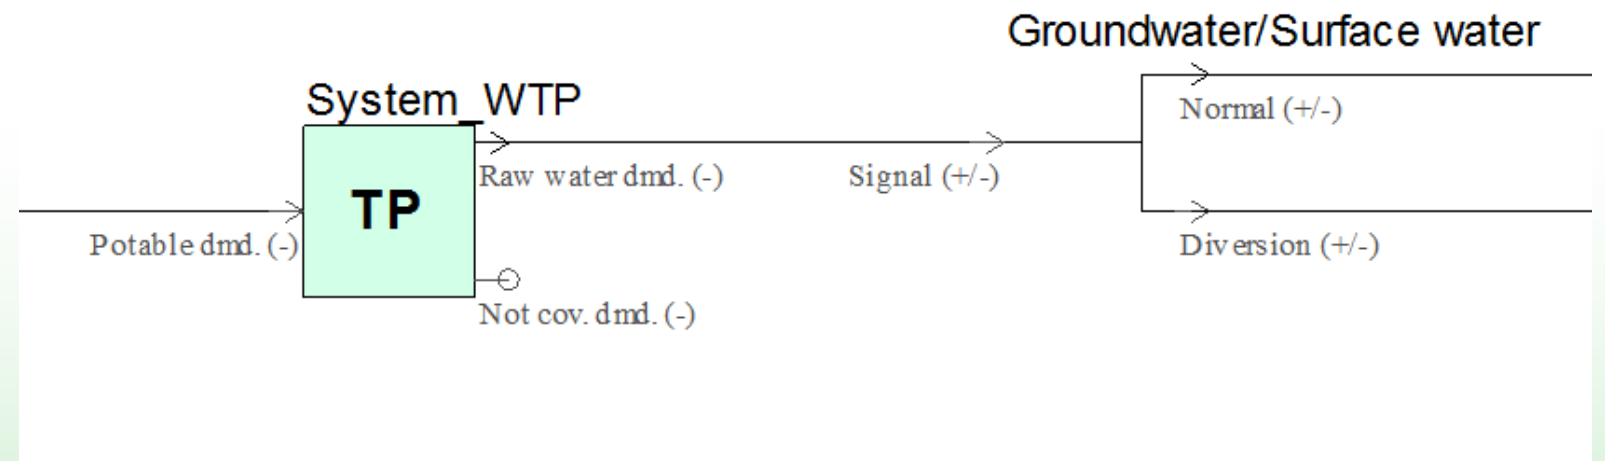 Groundwater/Surface water
System_WTP
Normal (+/-)
Raw water dmd. (-)
Signal (+/-)
TP
Potable dmd. (-)
Diversion (+/-)
Not cov. dmd. (-)